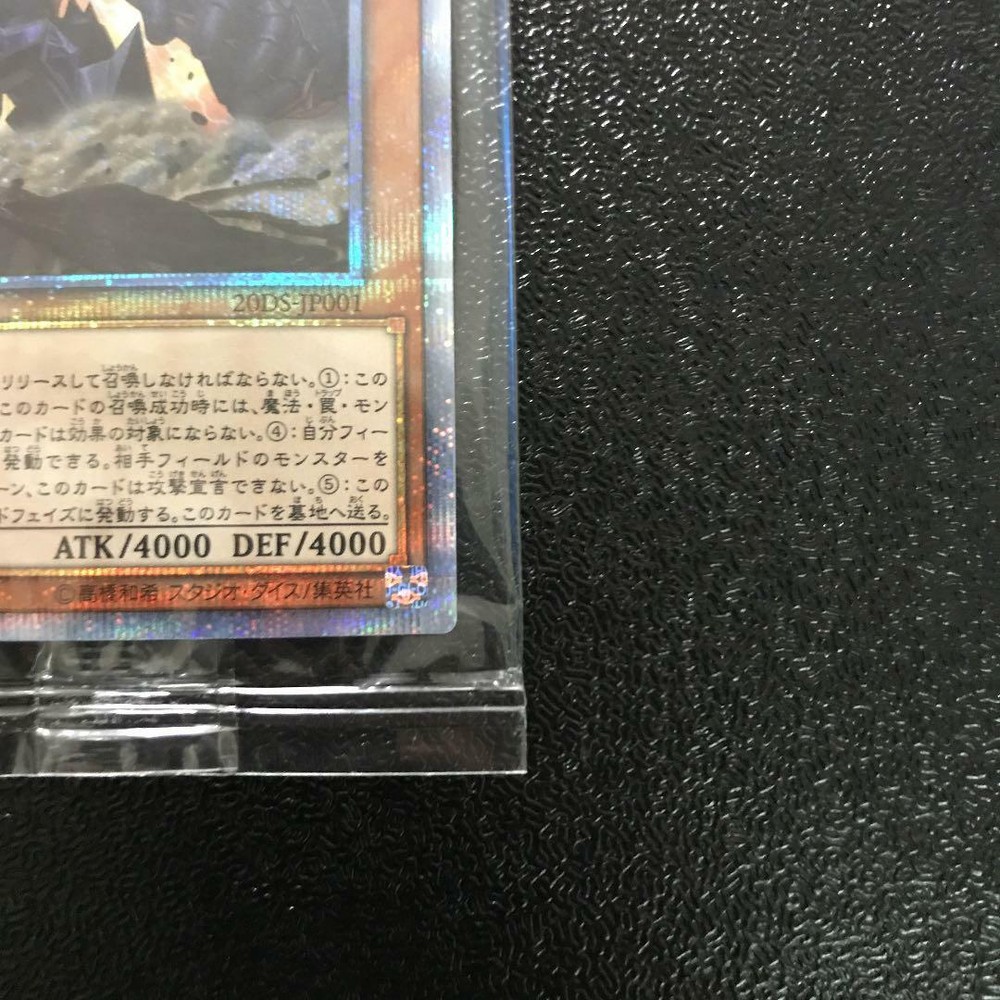 20DS-JP001
リリースして召喚しなければならない。①:この
このカードの召喚成功時には、魔法・罠・モン
カードは効果の対象にならない。④:自分フィー
発動できる。相手フィールドのモンスターを
ーン、このカードは攻撃宣言できない。⑤:この
ドフェイズに発動する。このカードを墓地へ送る。
ATK/4000 DEF/4000
©高橋和希 スタジオ・ダイス/集英社